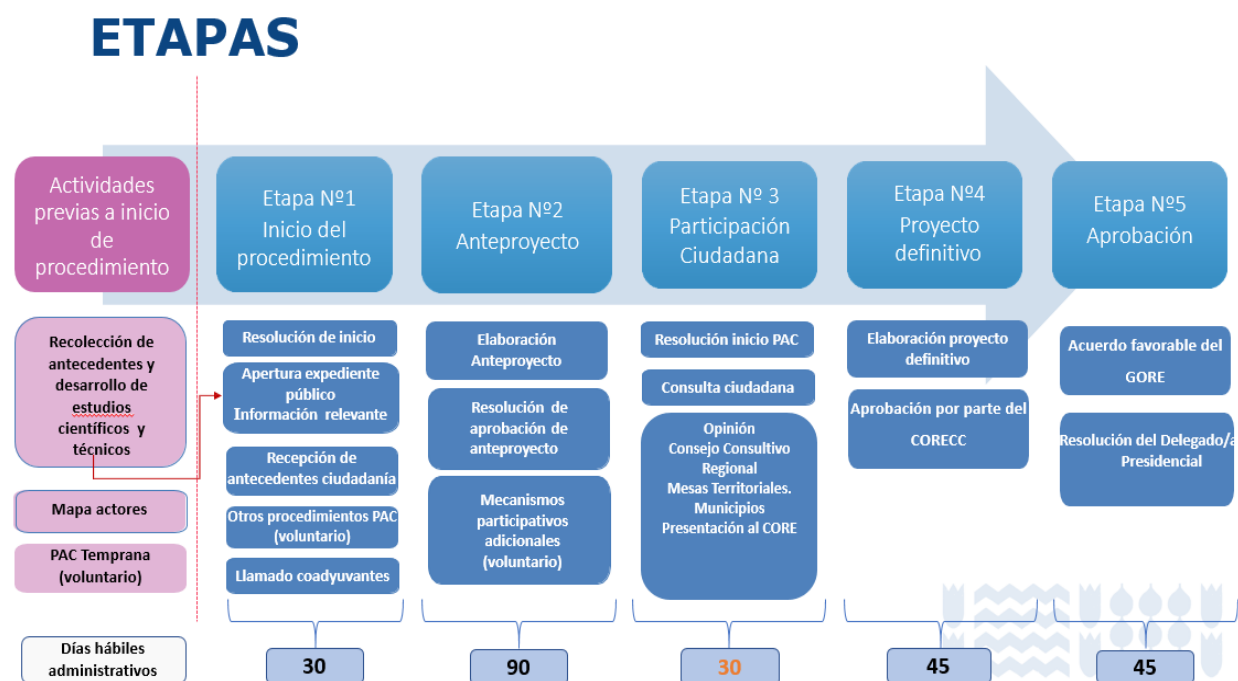 ETAPAS
Actividades
previas a inicio
de
procedimiento
Etapa Nº1
Inicio del
procedimiento
Etapa Nº2
Anteproyecto
Etapa Nº 3
Participación
Ciudadana
Etapa Nº4
Proyecto
definitivo
Etapa Nº5
Aprobación
Recolección de
antecedentes y
desarrollo de
estudios
científicos y
técnicos
Mapa actores
PAC Temprana
(voluntario)
Resolución de inicio
Apertura expediente
público
Información relevante
Recepción de
antecedentes ciudadanía
Otros procedimientos PAC
(voluntario)
Llamado coadyuvantes
Elaboración
Anteproyecto
Resolución de
aprobación de
anteproyecto
Mecanismos
participativos
adicionales
(voluntario)
Resolución inicio PAC
Consulta ciudadana
Opinión
Consejo Consultivo
Regional
Mesas Territoriales.
Municipios
Presentación al CORE
Elaboración proyecto
definitivo
Aprobación por parte del
CORECC
Acuerdo favorable del
GORE
Resolución del Delegado/a
Presidencial
Días hábiles
administrativos
30
90
30
45
45